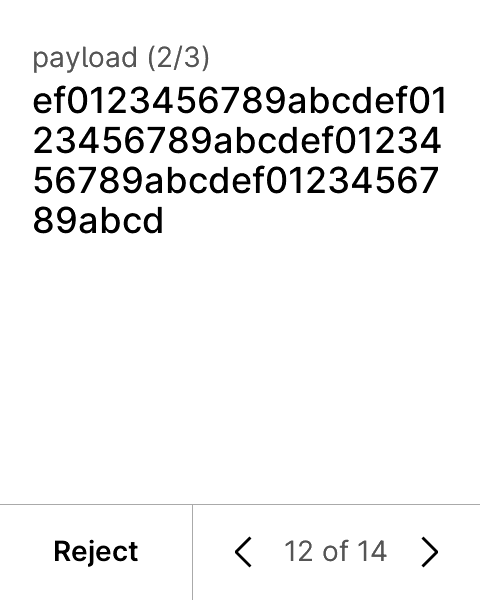 payload (2/3)
ef0123456789abcdef01
23456789abcdef01234
56789abcdef01234567
89abcd
Reject
12 of 14